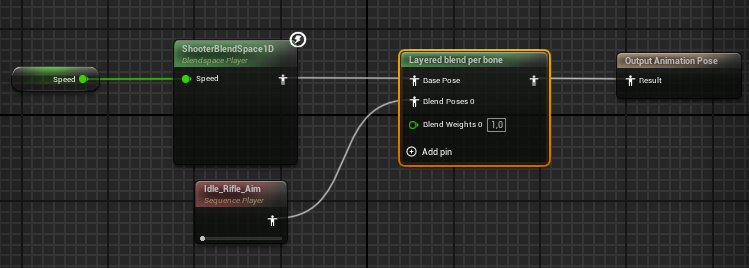 ShooterBlendSpace1D
Blendspace Player
Speed
Speed
Layered blend per bone
Base Pose
Blend Poses 0
Blend Weights 0 1,0
Add pin
Output Animation Pose
Result
Idle_Rifle_Aim
Sequence Player